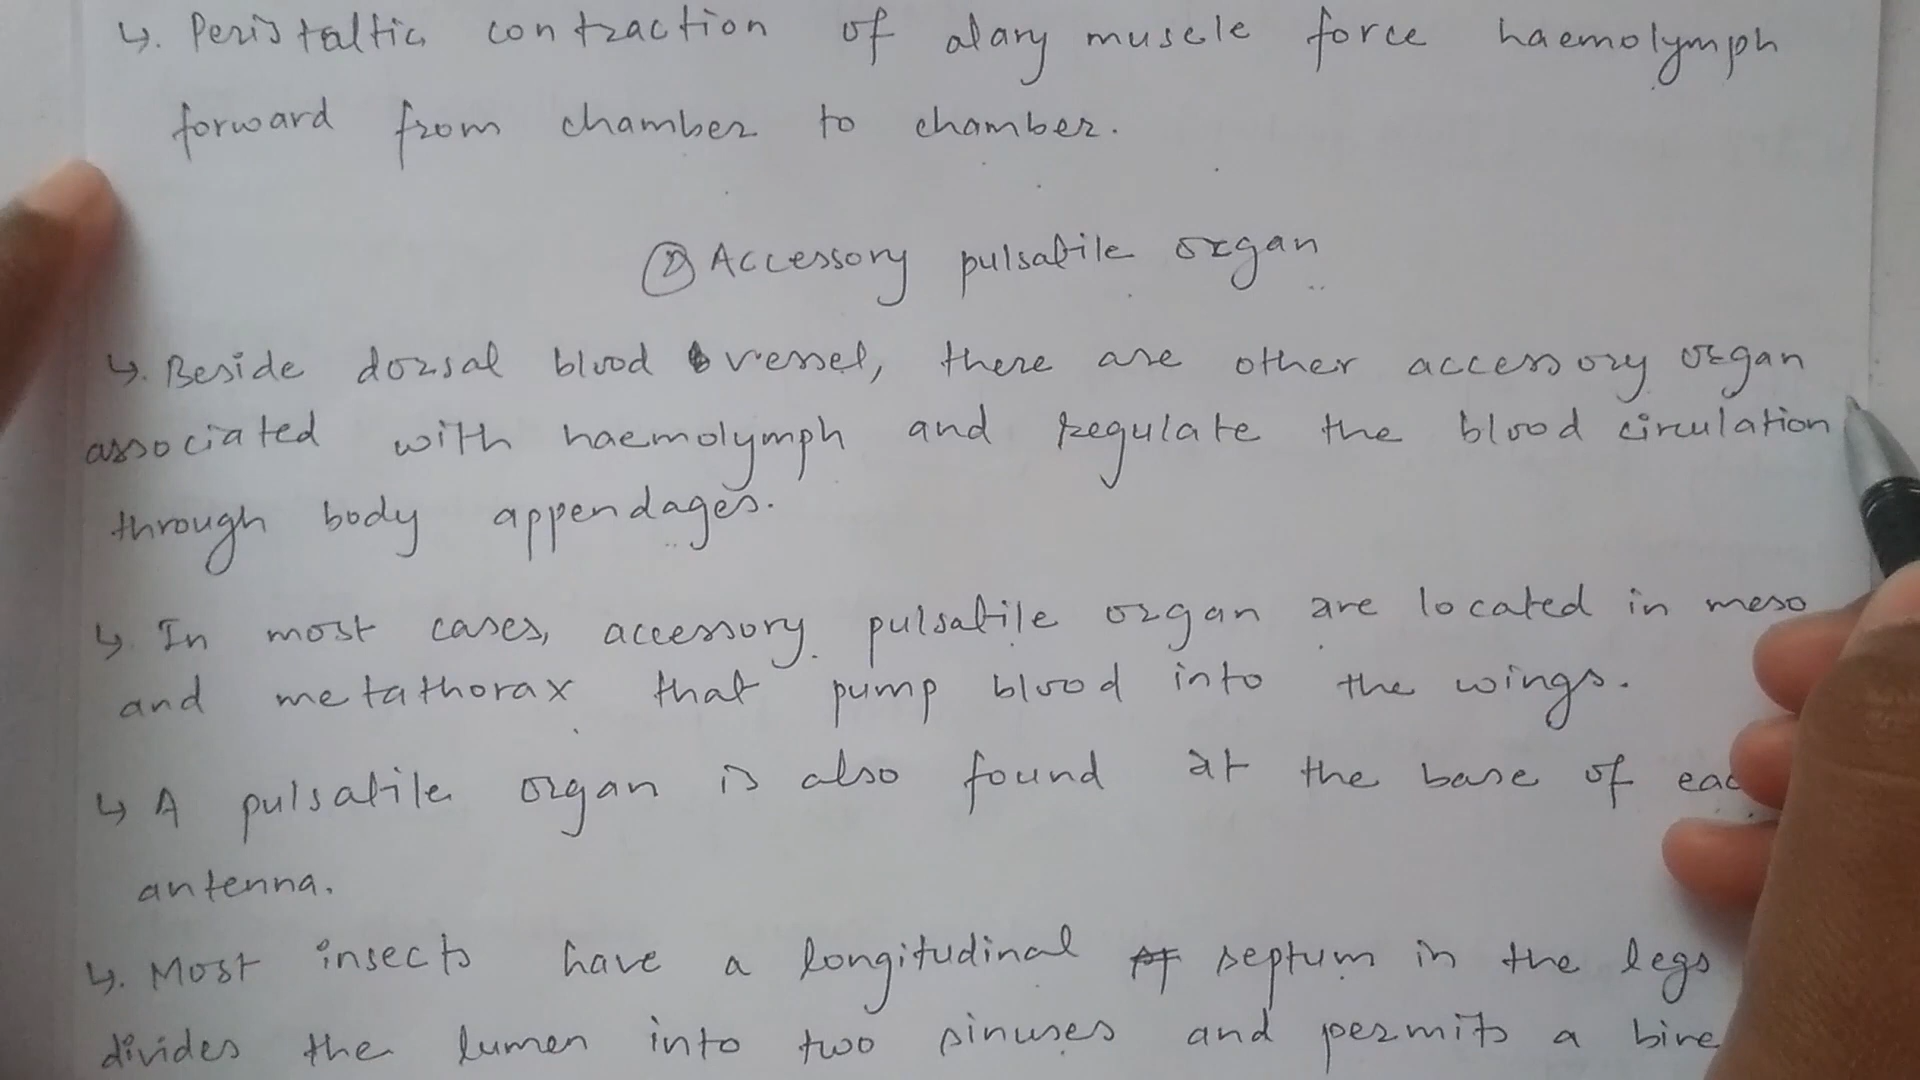 ↳. Peristaltic contraction of alary muscle force haemolymph
forward from chamber to chamber.
② Accessory pulsatile organ
↳. Beside dorsal blood vessel, there are other accessory organ
associated with haemolymph and regulate the blood circulation
through body appendages.
↳. In most cases, accessory pulsatile organ are located in meso
and metathorax that pump blood into the wings.
↳ A pulsatile organ is also found at the base of eac
antenna.
↳. Most insects have a longitudinal septum in the legs
divides the lumen into two sinuses and permits a